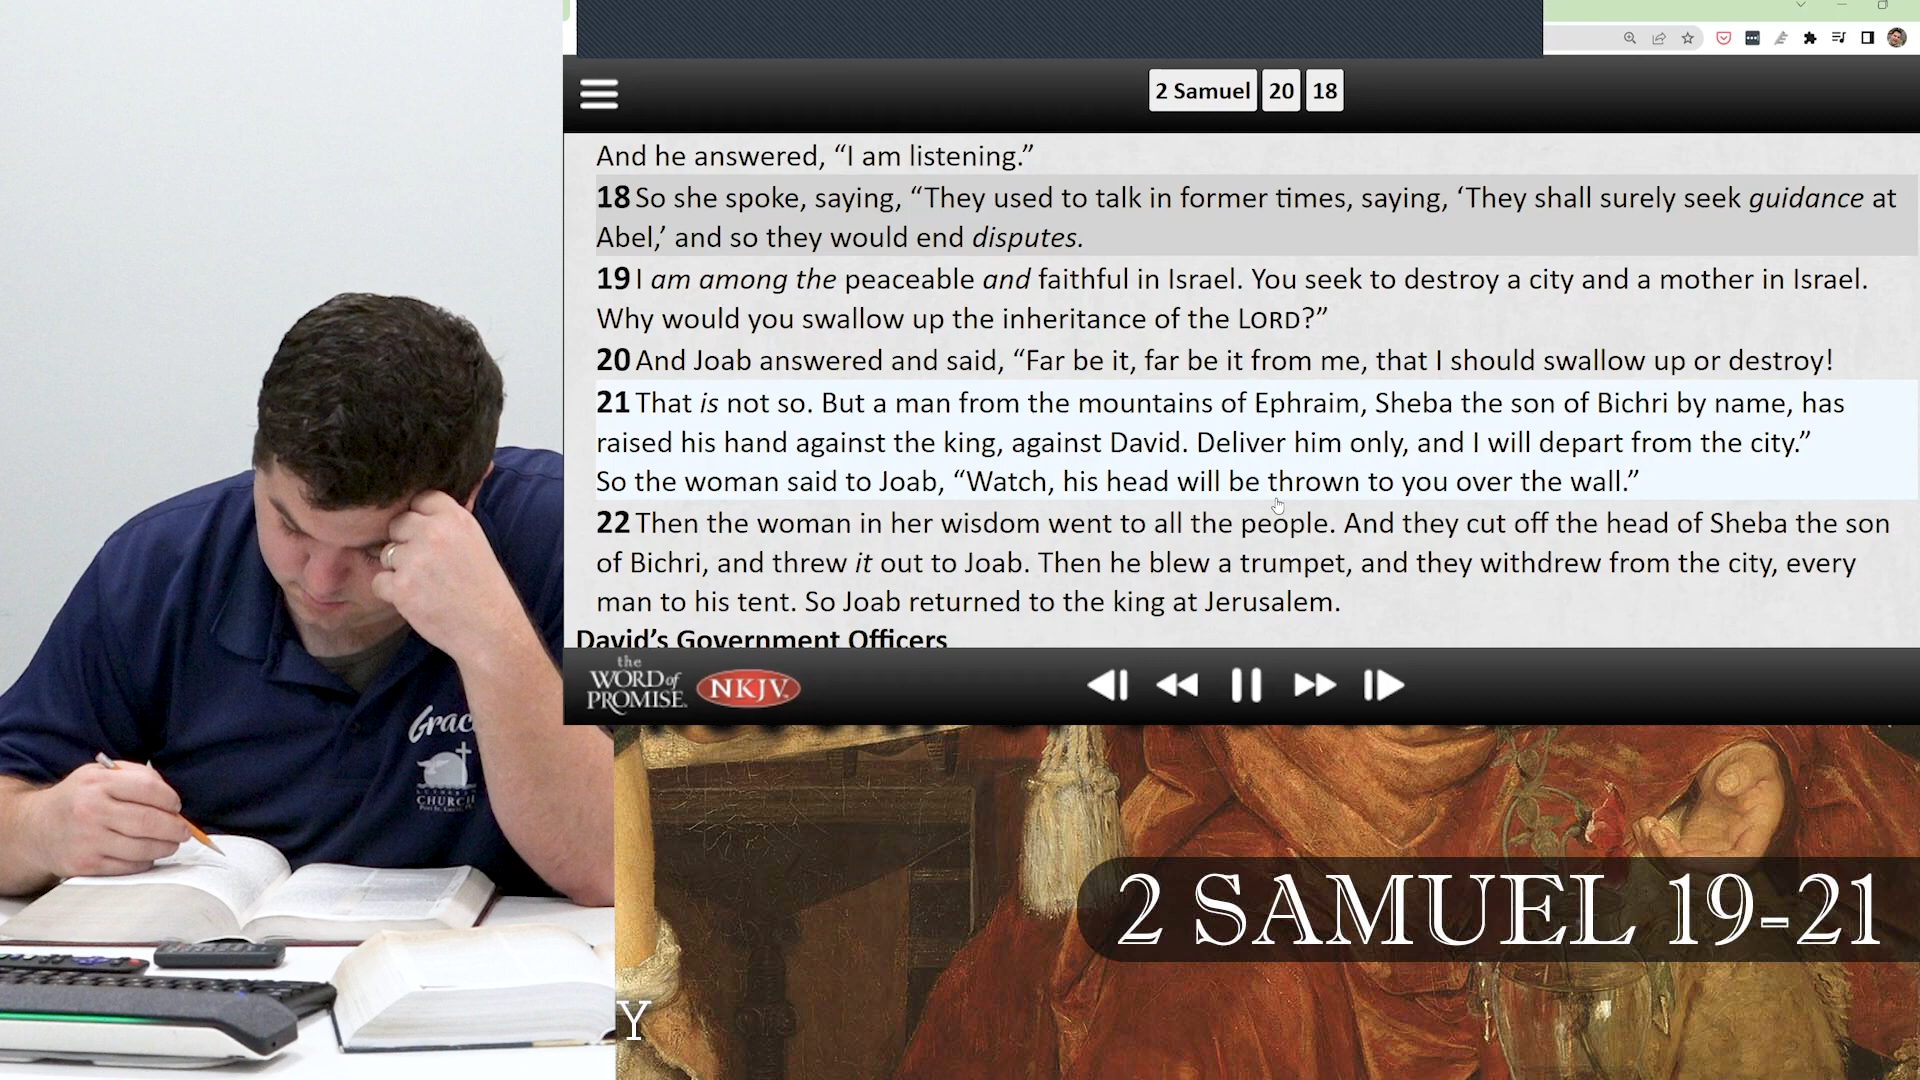 2 Samuel 20 18
And he answered, “I am listening.”
18 So she spoke, saying, “They used to talk in former times, saying, ‘They shall surely seek guidance at
Abel,’ and so they would end disputes.
19 I am among the peaceable and faithful in Israel. You seek to destroy a city and a mother in Israel.
Why would you swallow up the inheritance of the LORD?”
20 And Joab answered and said, “Far be it, far be it from me, that I should swallow up or destroy!
21 That is not so. But a man from the mountains of Ephraim, Sheba the son of Bichri by name, has
raised his hand against the king, against David. Deliver him only, and I will depart from the city.”
So the woman said to Joab, “Watch, his head will be thrown to you over the wall.”
22 Then the woman in her wisdom went to all the people. And they cut off the head of Sheba the son
of Bichri, and threw it out to Joab. Then he blew a trumpet, and they withdrew from the city, every
man to his tent. So Joab returned to the king at Jerusalem.
David’s Government Officers
the
WORD of
PROMISE
NKJV
Grac
LUTHERAN
CHURCH
2 SAMUEL 19-21
Y